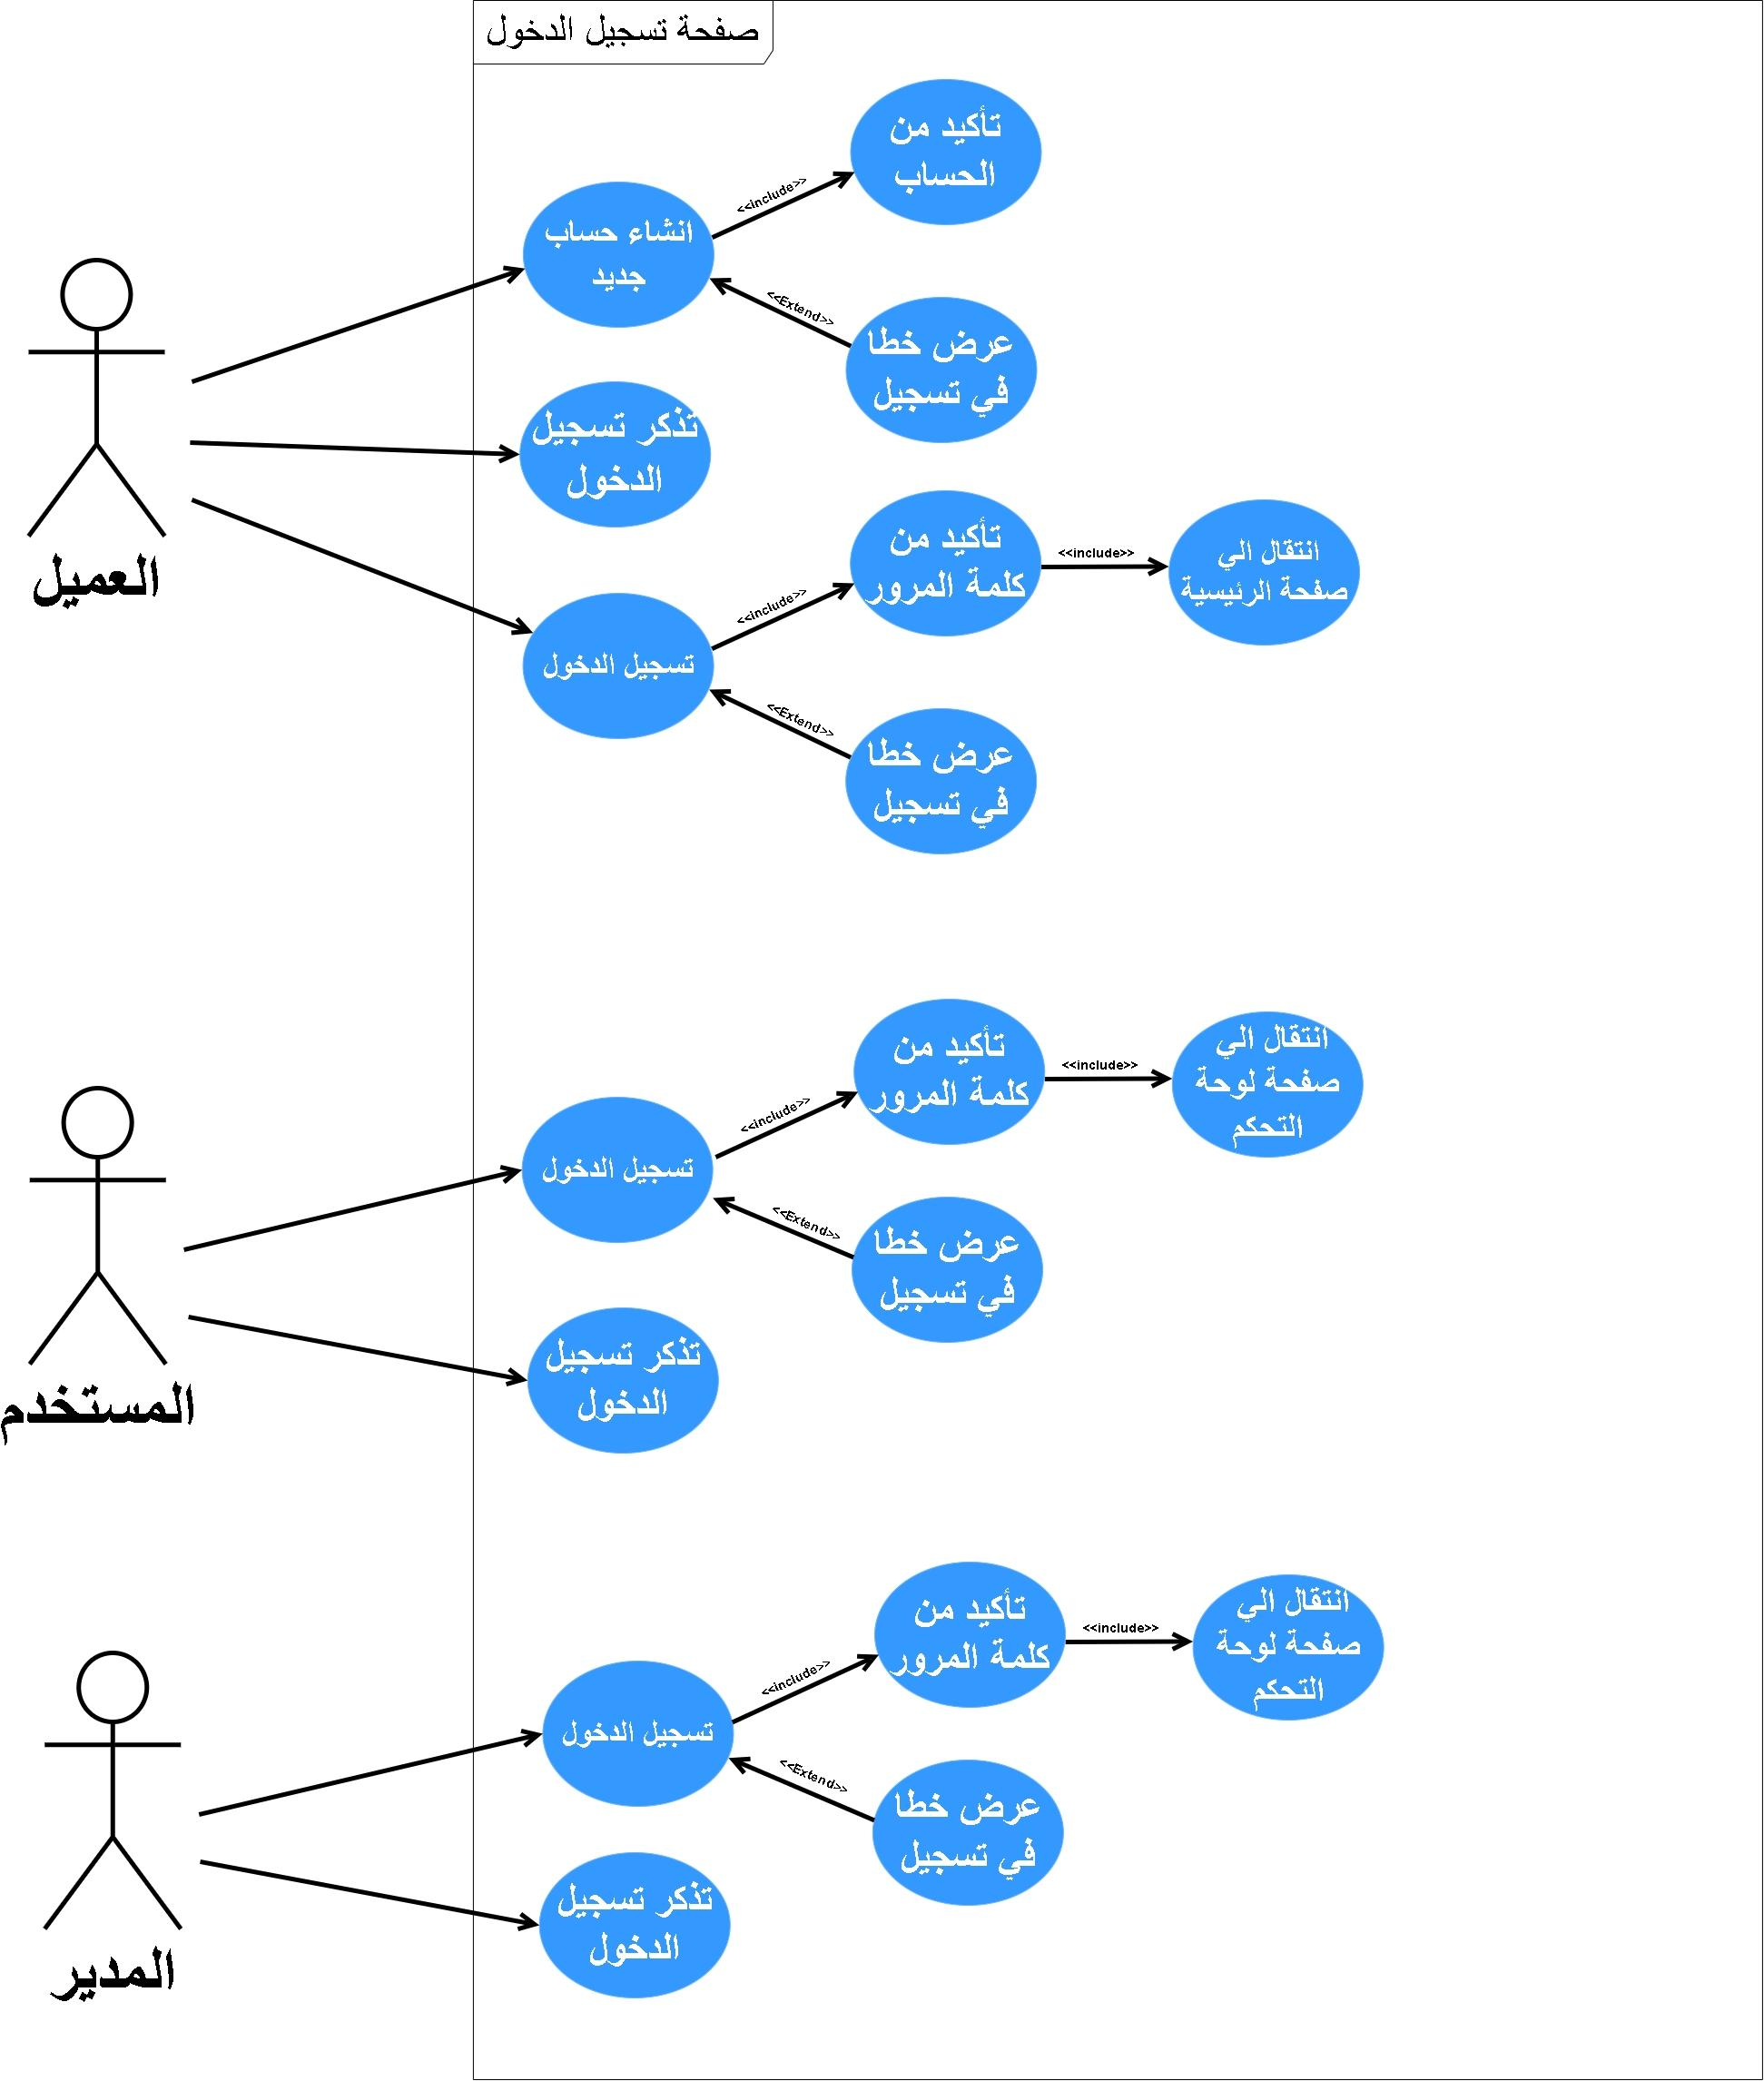 صفحة تسجيل الدخول
تأكيد من
الحساب
<<include>>
انشاء حساب
جديد
<<Extend>>
عرض خطا
في تسجيل
تذكر تسجيل
الدخول
العميل
تأكيد من
كلمة المرور
<<include>>
انتقال الي
صفحة الرئيسية
<<include>>
تسجيل الدخول
<<Extend>>
عرض خطا
في تسجيل
تأكيد من
كلمة المرور
<<include>>
انتقال الي
صفحة لوحة
التحكم
<<include>>
تسجيل الدخول
<<Extend>>
عرض خطا
في تسجيل
تذكر تسجيل
الدخول
المستخدم
تأكيد من
كلمة المرور
<<include>>
انتقال الي
صفحة لوحة
التحكم
<<include>>
تسجيل الدخول
<<Extend>>
عرض خطا
في تسجيل
تذكر تسجيل
الدخول
المدير